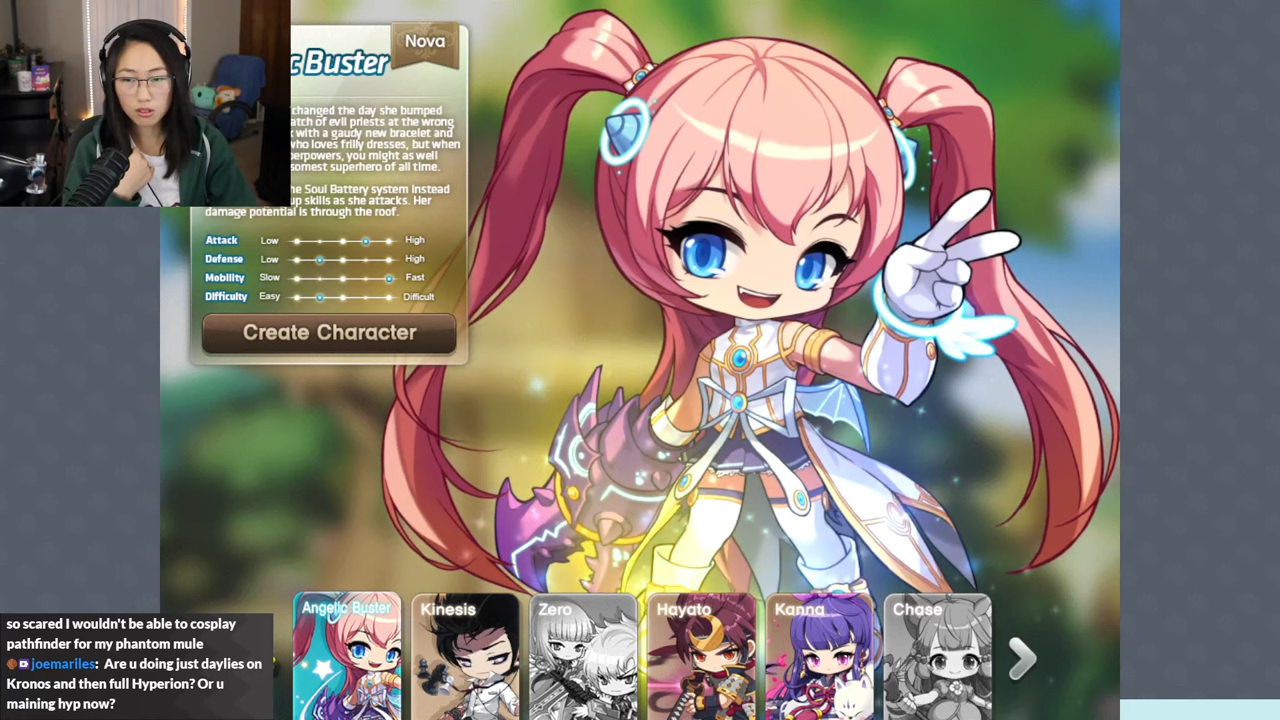 Nova
c Buster
changed the day she bumped
atch of evil priests at the wrong
with a gaudy new bracelet and
who loves frilly dresses, but when
perpowers, you might as well
somest superhero of all time.
he Soul Battery system instead
up skills as she attacks. Her
damage potential is through the roof.
Attack Low High
Defense Low High
Mobility Slow Fast
Difficulty Easy Difficult
Create Character
Angelic Buster
Kinesis
Zero
Hayato
Kanna
Chase
so scared I wouldn't be able to cosplay
pathfinder for my phantom mule
joemariles: Are u doing just daylies on
Kronos and then full Hyperion? Or u
maining hyp now?